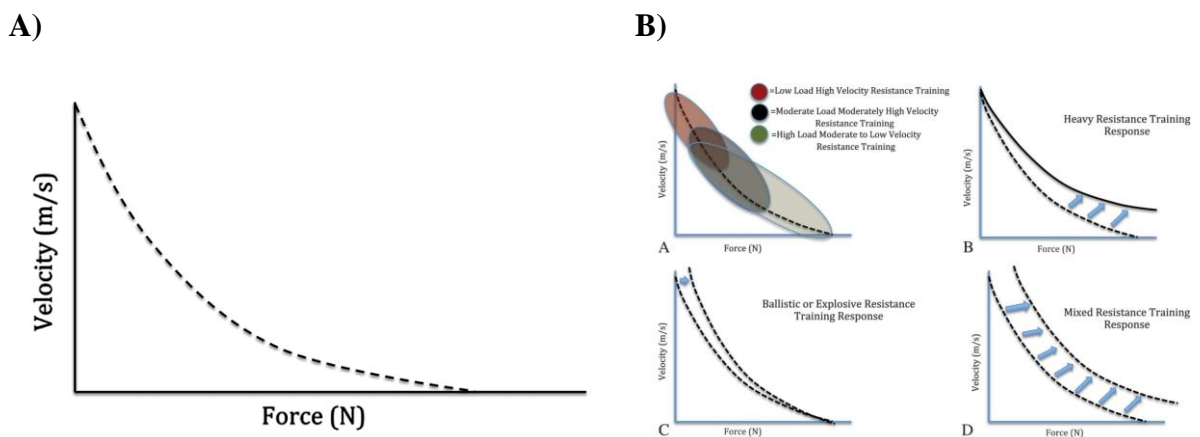 A)
B)
Velocity (m/s)
Force (N)
=Low Load High Velocity Resistance Training
=Moderate Load Moderately High Velocity
Resistance Training
=High Load Moderate to Low Velocity
Resistance Training
Velocity (m/s)
A
Force (N)
Heavy Resistance Training
Response
Velocity (m/s)
B
Force (N)
Ballistic or Explosive Resistance
Training Response
Velocity (m/s)
C
Force (N)
Mixed Resistance Training
Response
Velocity (m/s)
D
Force (N)